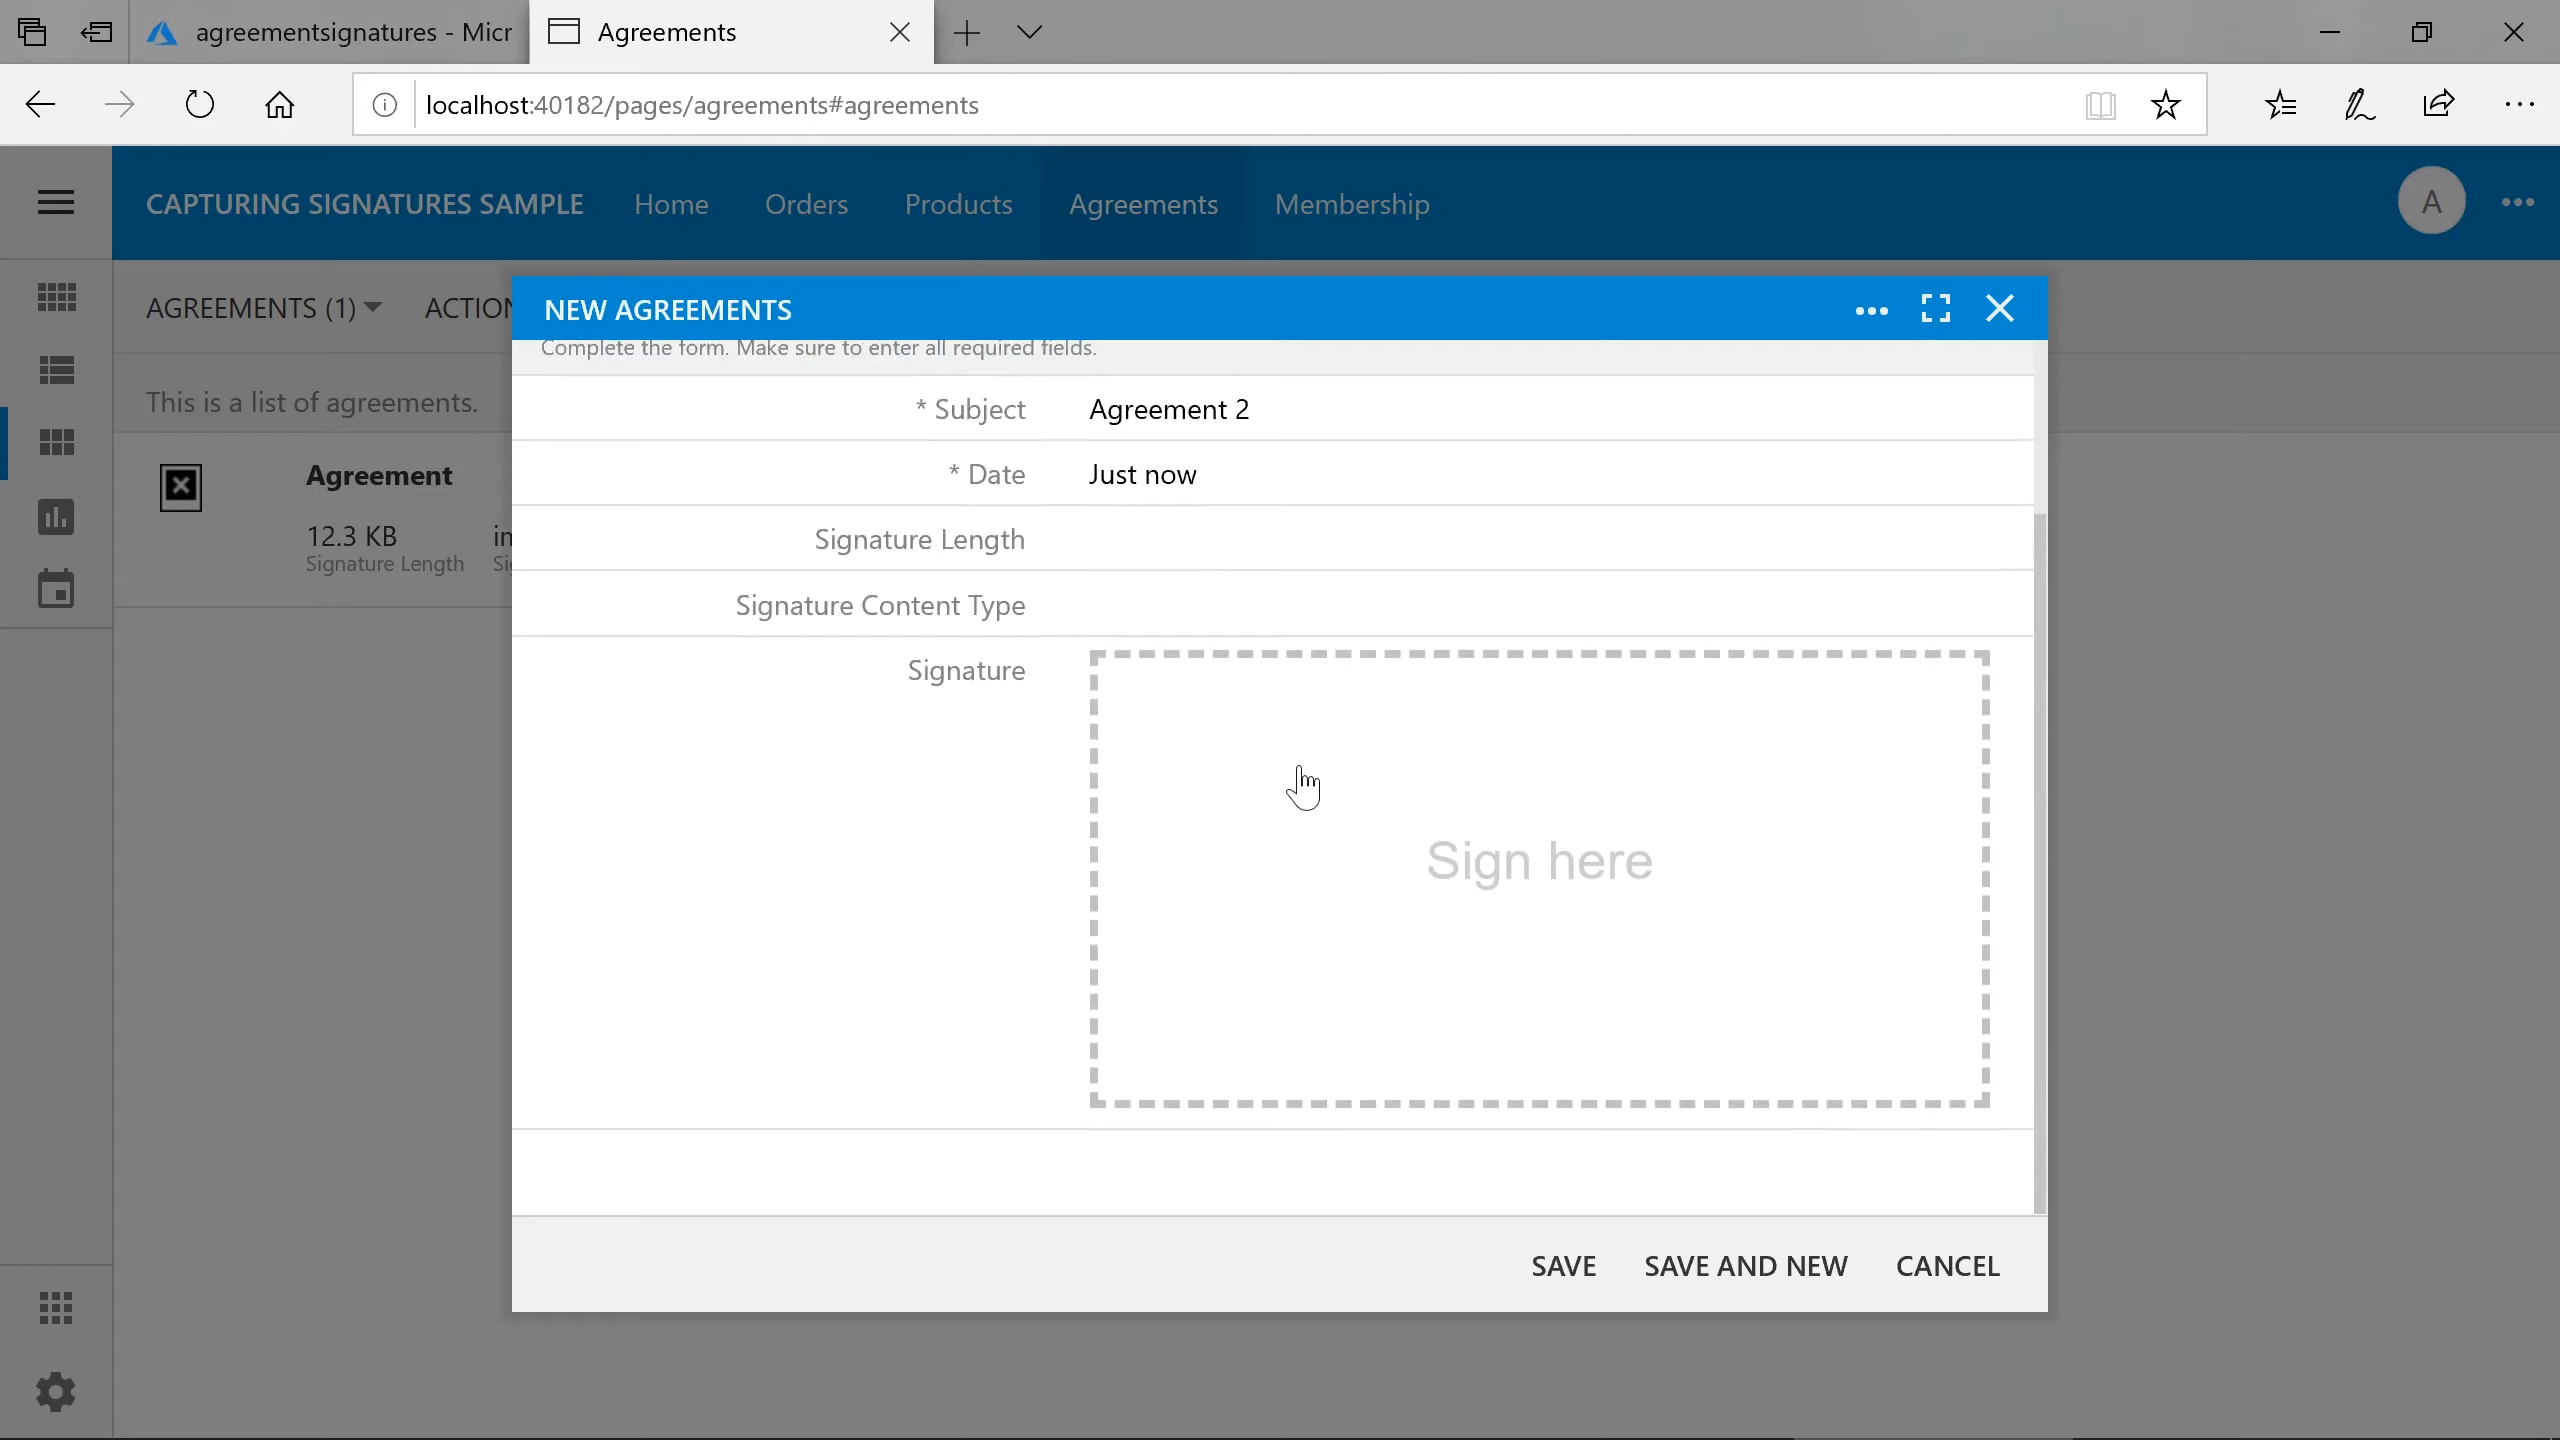 agreementsignatures - Micr
Agreements
localhost:40182/pages/agreements#agreements
CAPTURING SIGNATURES SAMPLE
Home
Orders
Products
Agreements
Membership
A
AGREEMENTS (1)
ACTION
This is a list of agreements.
Agreement
12.3 KB
in
Signature Length
Si
NEW AGREEMENTS
Complete the form. Make sure to enter all required fields.
* Subject
Agreement 2
* Date
Just now
Signature Length
Signature Content Type
Signature
Sign here
SAVE
SAVE AND NEW
CANCEL